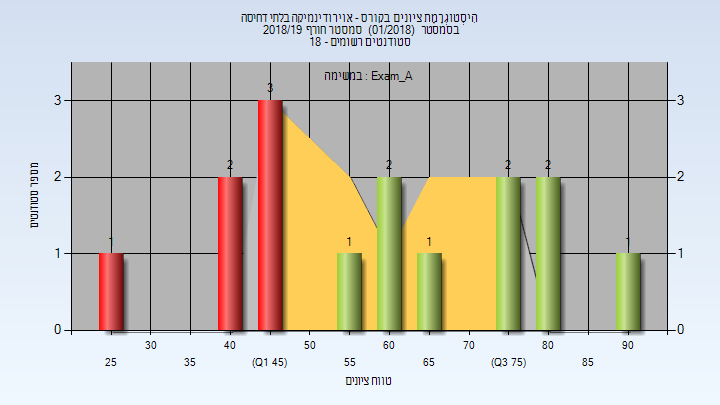 היסטוגרמת ציונים בקורס - אוירודינמיקה בלתי דחיסה
בסמסטר (01/2018) סמסטר חורף 2018/19
סטודנטים רשומים - 18
במשימה : Exam_A
מספר סטודנטים
3 3
2 2
1 1
0 0
1 2 3 1 2 1 2 2 1
30 40 50 60 70 80 90
25 35 (Q1 45) 55 65 (Q3 75) 85
טווח ציונים